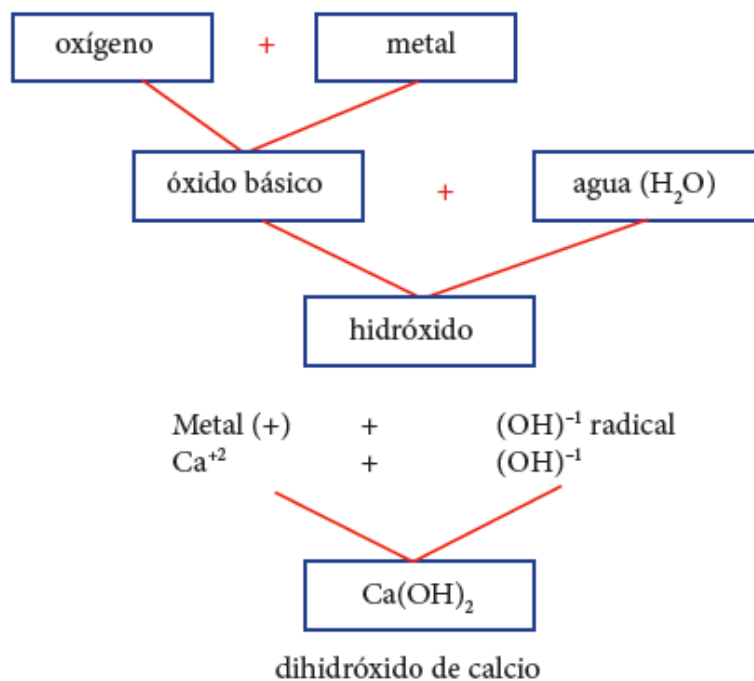 oxígeno + metal
óxido básico + agua (H₂O)
hidróxido
Metal (+) + (OH)⁻¹ radical
Ca⁺² + (OH)⁻¹
Ca(OH)₂
dihidróxido de calcio